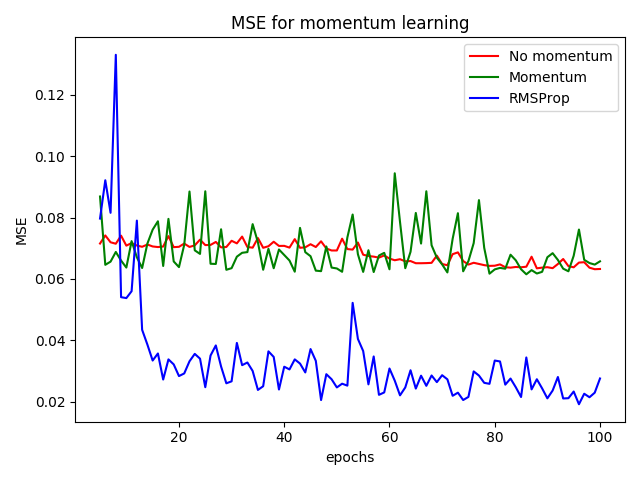 MSE for momentum learning
No momentum
Momentum
RMSProp
MSE
0.12
0.10
0.08
0.06
0.04
0.02
20 40 60 80 100
epochs